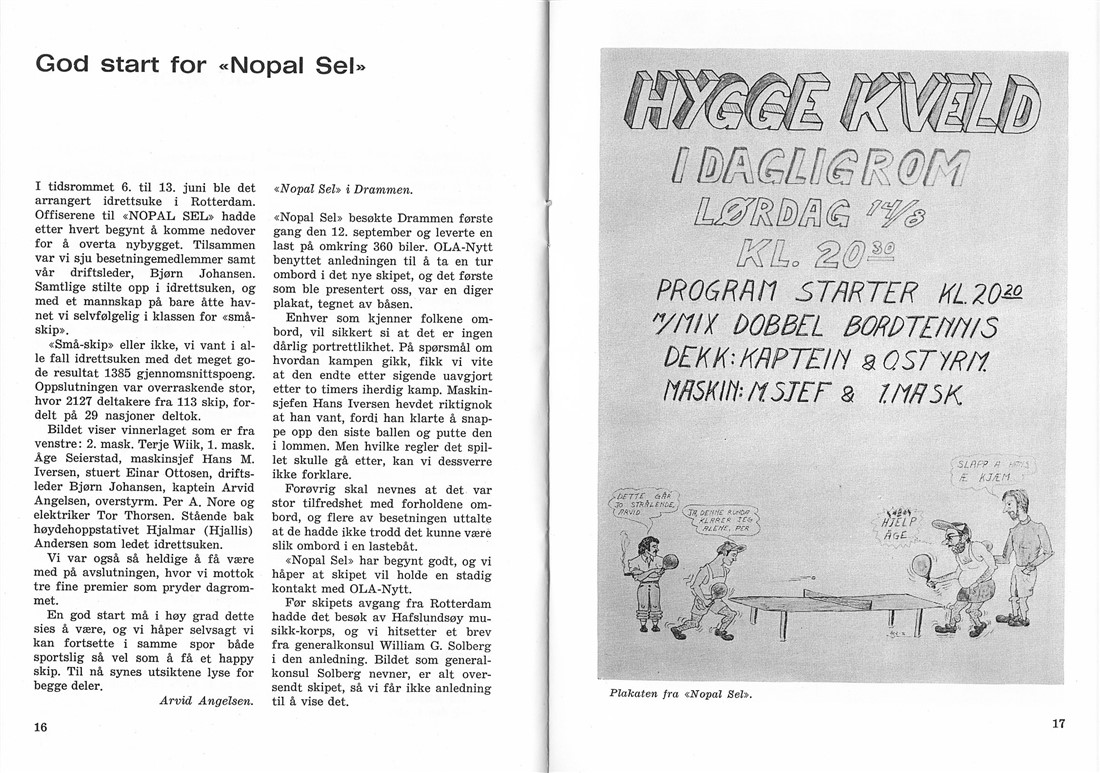 God start for «Nopal Sel»
I tidsrommet 6. til 13. juni ble det
arrangert idrettsuke i Rotterdam.
Offiserene til «NOPAL SEL» hadde
etter hvert begynt å komme nedover
for å overta nybygget. Tilsammen
var vi sju besetningemedlemmer samt
vår driftsleder, Bjørn Johansen.
Samtlige stilte opp i idrettsuken, og
med et mannskap på bare åtte hav-
net vi selvfølgelig i klassen for «små-
skip».
«Små-skip» eller ikke, vi vant i al-
le fall idrettsuken med det meget go-
de resultat 1385 gjennomsnittspoeng.
Oppslutningen var overraskende stor,
hvor 2127 deltakere fra 113 skip, for-
delt på 29 nasjoner deltok.
Bildet viser vinnerlaget som er fra
venstre: 2. mask. Terje Wiik, 1. mask.
Åge Seierstad, maskinsjef Hans M.
Iversen, stuert Einar Ottosen, drifts-
leder Bjørn Johansen, kaptein Arvid
Angelsen, overstyrm. Per A. Nore og
elektriker Tor Thorsen. Stående bak
høydehoppstativet Hjalmar (Hjallis)
Andersen som ledet idrettsuken.
Vi var også så heldige å få være
med på avslutningen, hvor vi mottok
tre fine premier som pryder dagrom-
met.
En god start må i høy grad dette
sies å være, og vi håper selvsagt vi
kan fortsette i samme spor både
sportslig så vel som å få et happy
skip. Til nå synes utsiktene lyse for
begge deler.
Arvid Angelsen.
16
«Nopal Sel» i Drammen.
«Nopal Sel» besøkte Drammen første
gang den 12. september og leverte en
last på omkring 360 biler. OLA-Nytt
benyttet anledningen til å ta en tur
ombord i det nye skipet, og det første
som ble presentert oss, var en diger
plakat, tegnet av båsen.
Enhver som kjenner folkene om-
bord, vil sikkert si at det er ingen
dårlig portrettlikhet. På spørsmål om
hvordan kampen gikk, fikk vi vite
at den endte etter sigende uavgjort
etter to timers iherdig kamp. Maskin-
sjefen Hans Iversen hevdet riktignok
at han vant, fordi han klarte å snap-
pe opp den siste ballen og putte den
i lommen. Men hvilke regler det spil-
let skulle gå etter, kan vi dessverre
ikke forklare.
Forøvrig skal nevnes at det var
stor tilfredshet med forholdene om-
bord, og flere av besetningen uttalte
at de hadde ikke trodd det kunne være
slik ombord i en lastebåt.
«Nopal Sel» har begynt godt, og vi
håper at skipet vil holde en stadig
kontakt med OLA-Nytt.
Før skipets avgang fra Rotterdam
hadde det besøk av Hafslundsøy mu-
sikk-korps, og vi hitsetter et brev
fra generalkonsul William G. Solberg
i den anledning. Bildet som general-
konsul Solberg nevner, er alt over-
sendt skipet, så vi får ikke anledning
til å vise det.
HYGGE KVELD
I DAGLIGROM
LØRDAG 14/8
KL. 20 30
PROGRAM STARTER KL. 20 20
M/MIX DOBBEL BORDTENNIS
DEKK: KAPTEIN & O.STYRM.
MASKIN: M.SJEF & 1.MASK.
DETTE GÅR
JO STRÅLENDE,
ARVID
JA, DENNE RUNDA
KLARER JEG
ALENE, PER
HJELP
ÅGE
SLAPP A HANS
Æ KJÆM
Plakaten fra «Nopal Sel».
17